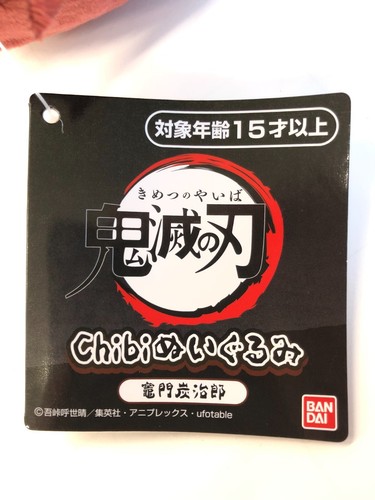 対象年齢15才以上
きめつのやいば
鬼滅の刃
Chibiぬいぐるみ
竈門炭治郎
©吾峠呼世晴／集英社・アニプレックス・ufotable
BAN
DAI